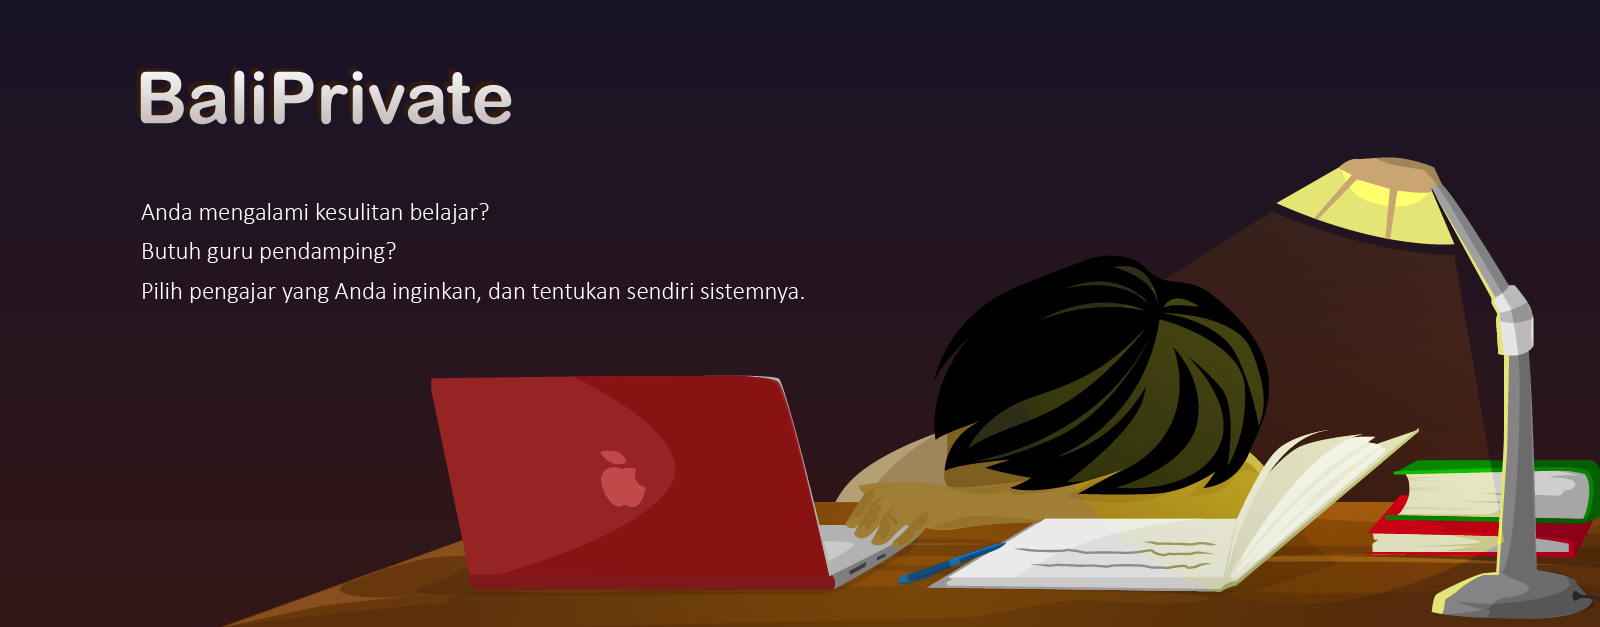 BaliPrivate
Anda mengalami kesulitan belajar?
Butuh guru pendamping?
Pilih pengajar yang Anda inginkan, dan tentukan sendiri sistemnya.